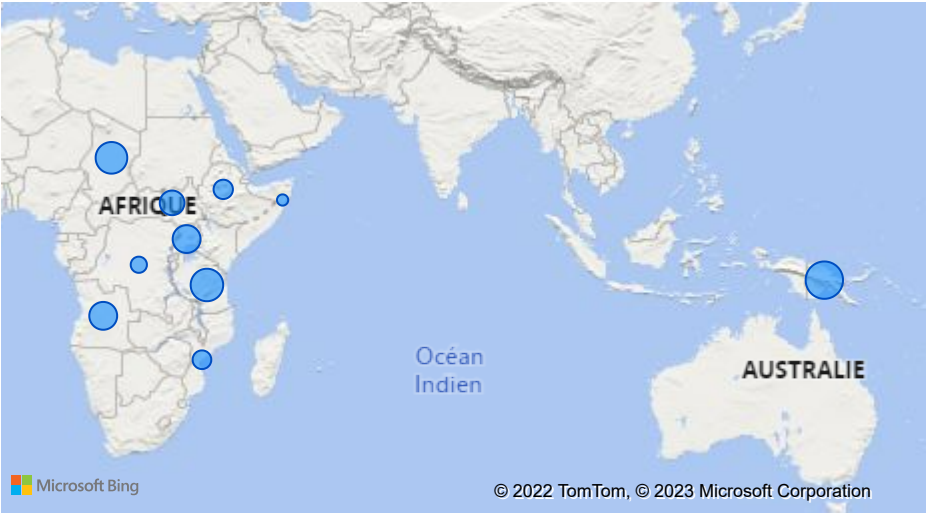 AFRIQUE
Océan
Indien
AUSTRALIE
Microsoft Bing
© 2022 TomTom, © 2023 Microsoft Corporation